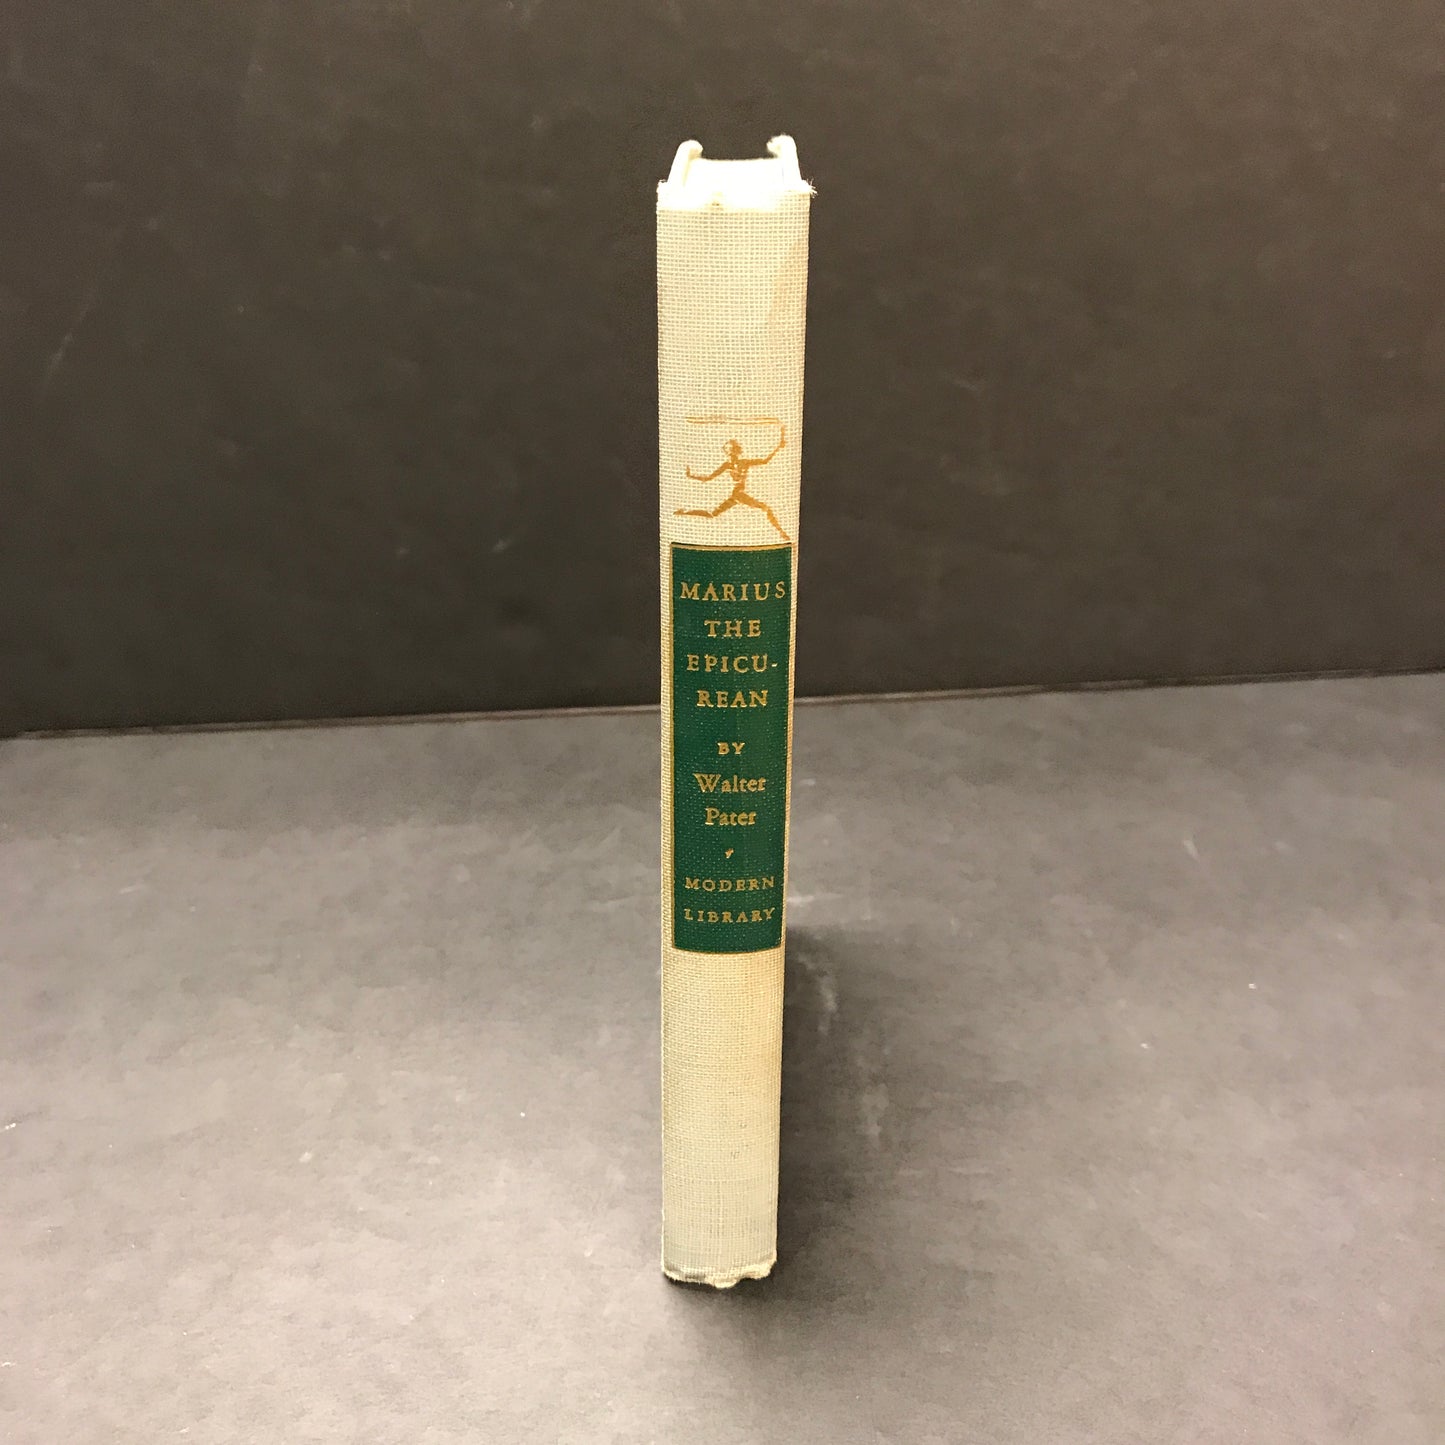 MARIUS
THE
EPICU-
REAN
BY
Walter
Pater
MODERN
LIBRARY